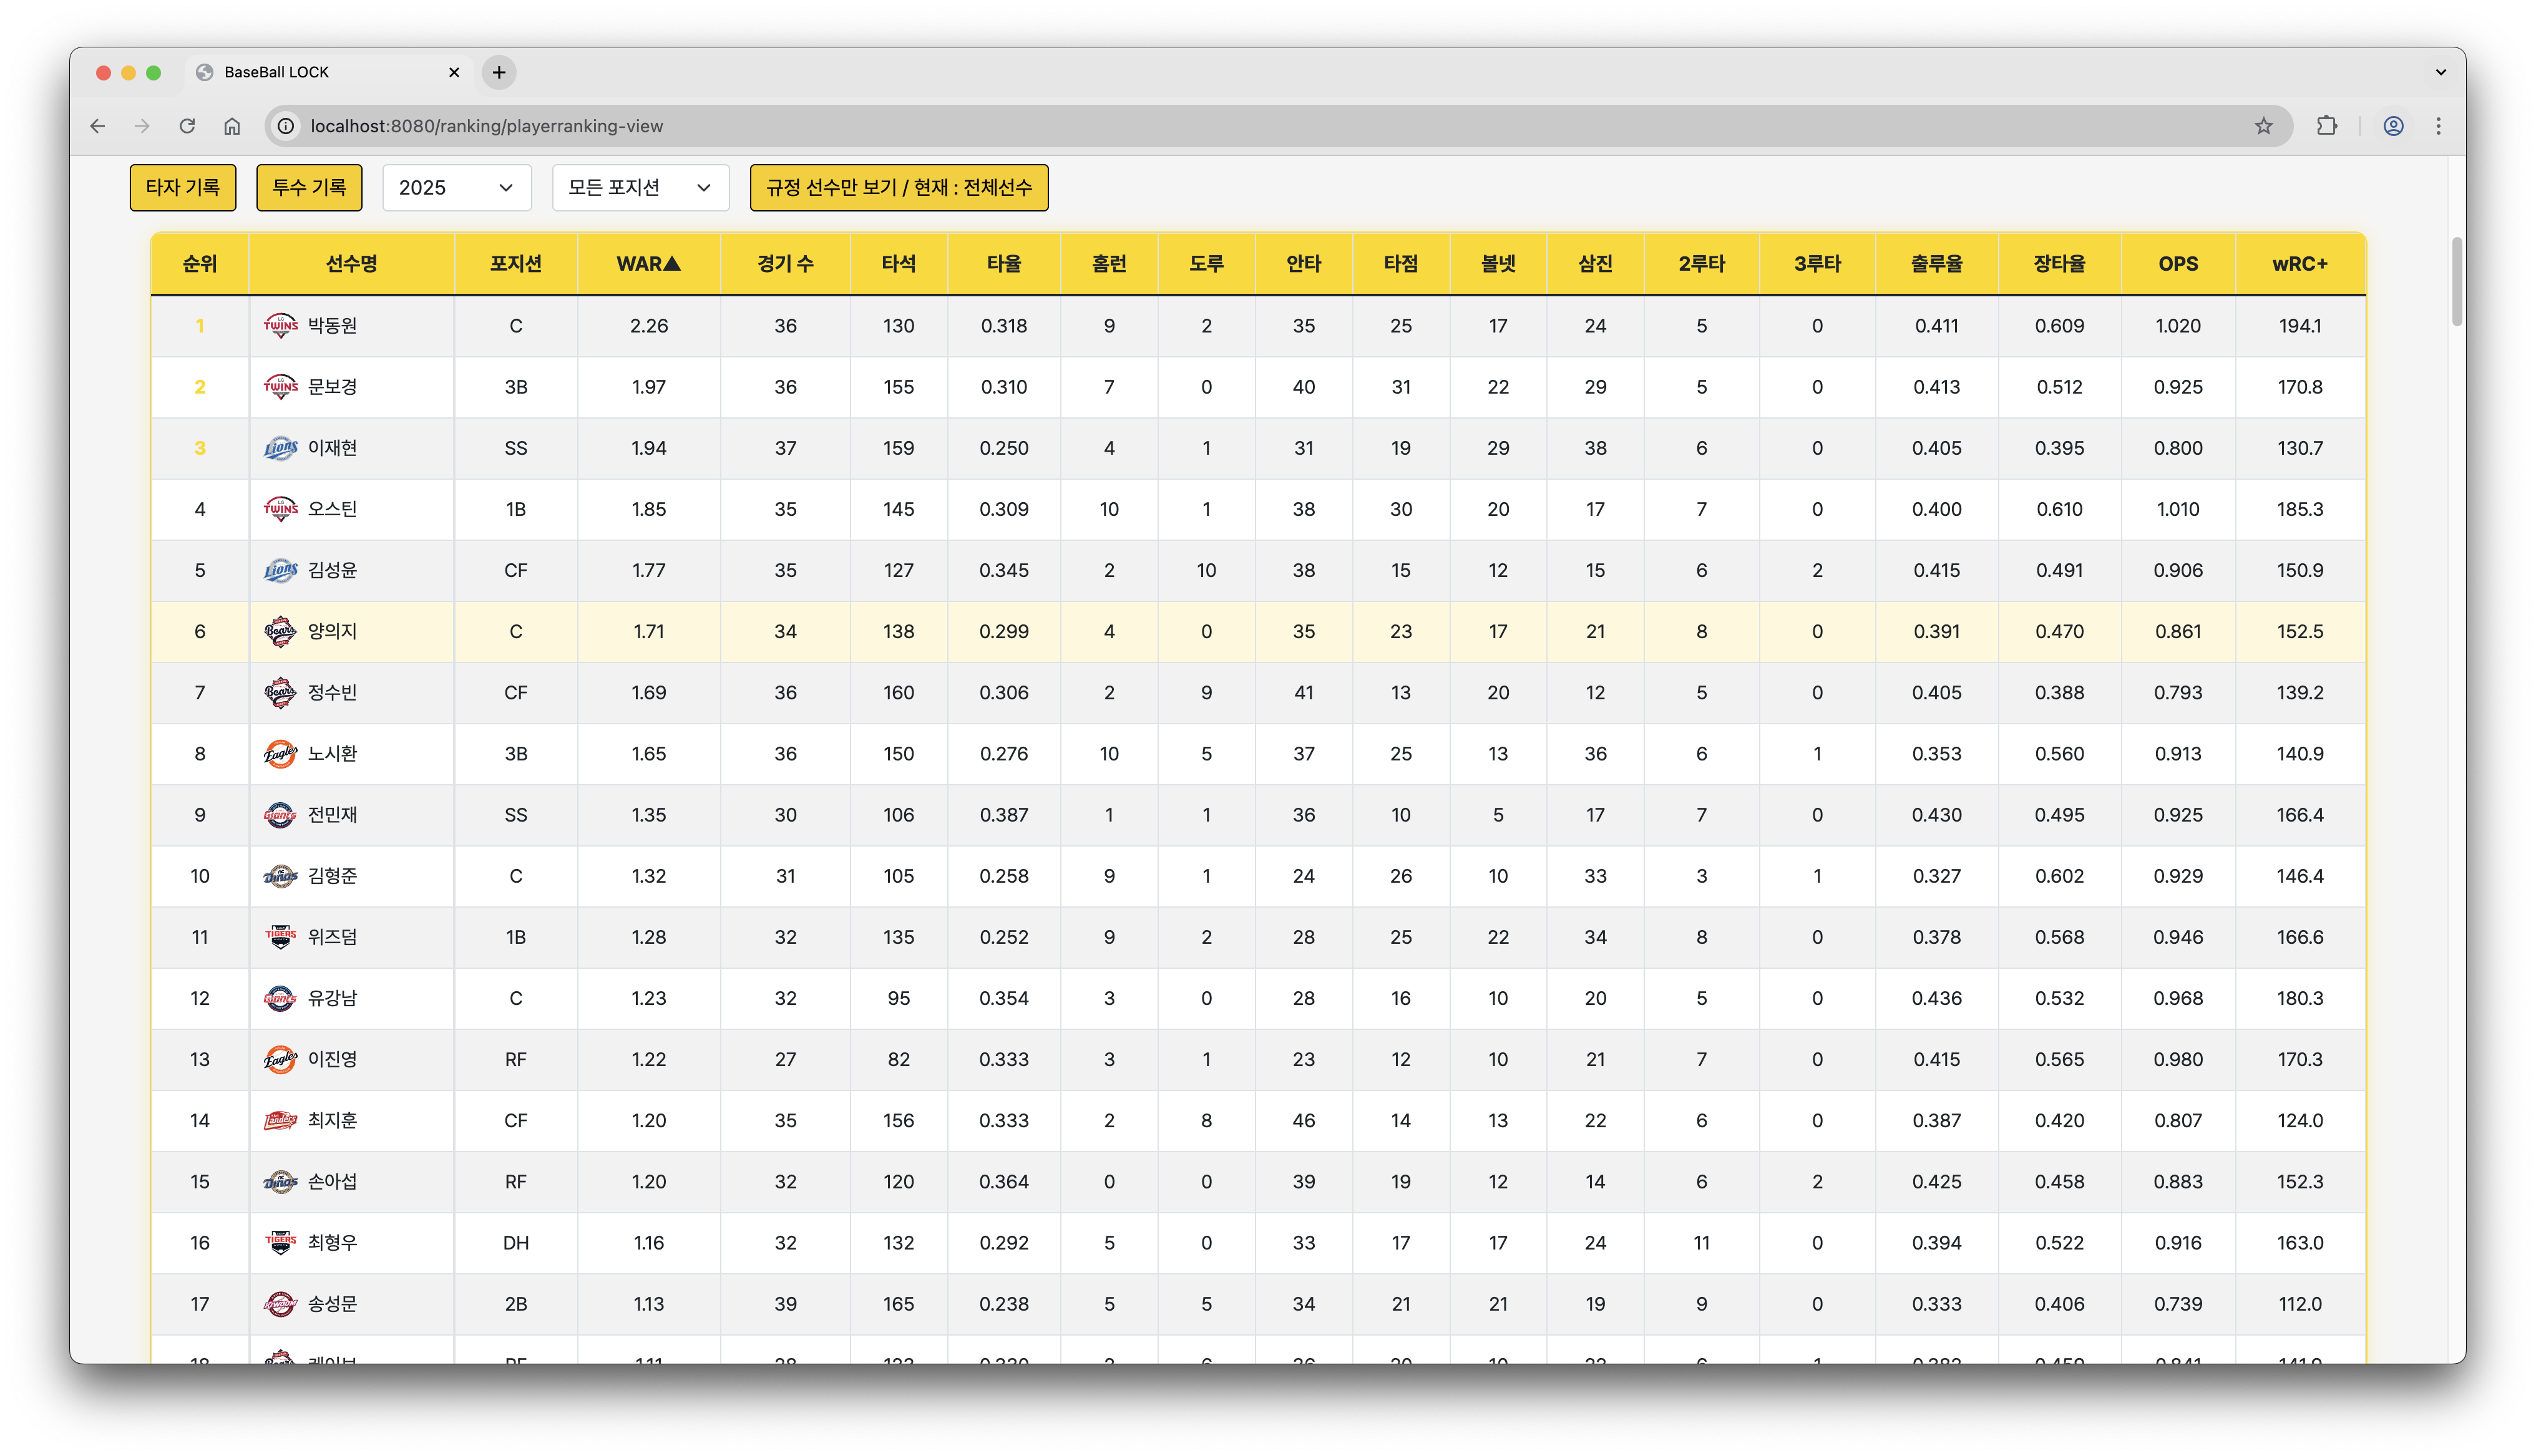 BaseBall LOCK
localhost:8080/ranking/playerranking-view
타자 기록 투수 기록 2025 모든 포지션 규정 선수만 보기 / 현재 : 전체선수
순위 선수명 포지션 WAR▲ 경기 수 타석 타율 홈런 도루 안타 타점 볼넷 삼진 2루타 3루타 출루율 장타율 OPS wRC+
1 TWINS 박동원 C 2.26 36 130 0.318 9 2 35 25 17 24 5 0 0.411 0.609 1.020 194.1
2 TWINS 문보경 3B 1.97 36 155 0.310 7 0 40 31 22 29 5 0 0.413 0.512 0.925 170.8
3 Lions 이재현 SS 1.94 37 159 0.250 4 1 31 19 29 38 6 0 0.405 0.395 0.800 130.7
4 TWINS 오스틴 1B 1.85 35 145 0.309 10 1 38 30 20 17 7 0 0.400 0.610 1.010 185.3
5 Lions 김성윤 CF 1.77 35 127 0.345 2 10 38 15 12 15 6 2 0.415 0.491 0.906 150.9
6 Bears 양의지 C 1.71 34 138 0.299 4 0 35 23 17 21 8 0 0.391 0.470 0.861 152.5
7 Bears 정수빈 CF 1.69 36 160 0.306 2 9 41 13 20 12 5 0 0.405 0.388 0.793 139.2
8 Eagles 노시환 3B 1.65 36 150 0.276 10 5 37 25 13 36 6 1 0.353 0.560 0.913 140.9
9 Giants 전민재 SS 1.35 30 106 0.387 1 1 36 10 5 17 7 0 0.430 0.495 0.925 166.4
10 Dinos 김형준 C 1.32 31 105 0.258 9 1 24 26 10 33 3 1 0.327 0.602 0.929 146.4
11 TIGERS 위즈덤 1B 1.28 32 135 0.252 9 2 28 25 22 34 8 0 0.378 0.568 0.946 166.6
12 Giants 유강남 C 1.23 32 95 0.354 3 0 28 16 10 20 5 0 0.436 0.532 0.968 180.3
13 Eagles 이진영 RF 1.22 27 82 0.333 3 1 23 12 10 21 7 0 0.415 0.565 0.980 170.3
14 Landers 최지훈 CF 1.20 35 156 0.333 2 8 46 14 13 22 6 0 0.387 0.420 0.807 124.0
15 Dinos 손아섭 RF 1.20 32 120 0.364 0 0 39 19 12 14 6 2 0.425 0.458 0.883 152.3
16 TIGERS 최형우 DH 1.16 32 132 0.292 5 0 33 17 17 24 11 0 0.394 0.522 0.916 163.0
17 KIWOOM 송성문 2B 1.13 39 165 0.238 5 5 34 21 21 19 9 0 0.333 0.406 0.739 112.0